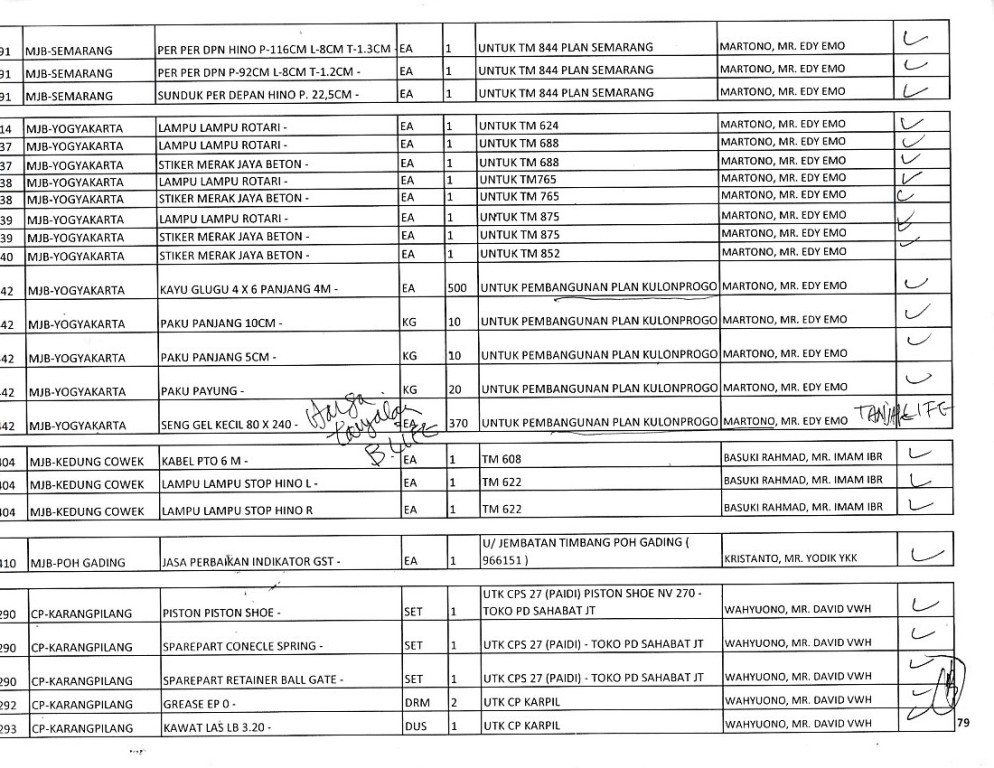 91 MJB-SEMARANG PER PER DPN HINO P-116CM L-8CM T-1.3CM - EA 1 UNTUK TM 844 PLAN SEMARANG MARTONO, MR. EDY EMO
91 MJB-SEMARANG PER PER DPN P-92CM L-8CM T-1.2CM - EA 1 UNTUK TM 844 PLAN SEMARANG MARTONO, MR. EDY EMO
91 MJB-SEMARANG SUNDUK PER DEPAN HINO P. 22,5CM - EA 1 UNTUK TM 844 PLAN SEMARANG MARTONO, MR. EDY EMO
14 MJB-YOGYAKARTA LAMPU LAMPU ROTARI - EA 1 UNTUK TM 624 MARTONO, MR. EDY EMO
37 MJB-YOGYAKARTA LAMPU LAMPU ROTARI - EA 1 UNTUK TM 688 MARTONO, MR. EDY EMO
37 MJB-YOGYAKARTA STIKER MERAK JAYA BETON - EA 1 UNTUK TM 688 MARTONO, MR. EDY EMO
38 MJB-YOGYAKARTA LAMPU LAMPU ROTARI - EA 1 UNTUK TM765 MARTONO, MR. EDY EMO
38 MJB-YOGYAKARTA STIKER MERAK JAYA BETON - EA 1 UNTUK TM 765 MARTONO, MR. EDY EMO
39 MJB-YOGYAKARTA LAMPU LAMPU ROTARI - EA 1 UNTUK TM 875 MARTONO, MR. EDY EMO
39 MJB-YOGYAKARTA STIKER MERAK JAYA BETON - EA 1 UNTUK TM 875 MARTONO, MR. EDY EMO
40 MJB-YOGYAKARTA STIKER MERAK JAYA BETON - EA 1 UNTUK TM 852 MARTONO, MR. EDY EMO
42 MJB-YOGYAKARTA KAYU GLUGU 4 X 6 PANJANG 4M - EA 500 UNTUK PEMBANGUNAN PLAN KULONPROGO MARTONO, MR. EDY EMO
42 MJB-YOGYAKARTA PAKU PANJANG 10CM - KG 10 UNTUK PEMBANGUNAN PLAN KULONPROGO MARTONO, MR. EDY EMO
42 MJB-YOGYAKARTA PAKU PANJANG 5CM - KG 10 UNTUK PEMBANGUNAN PLAN KULONPROGO MARTONO, MR. EDY EMO
42 MJB-YOGYAKARTA PAKU PAYUNG - KG 20 UNTUK PEMBANGUNAN PLAN KULONPROGO MARTONO, MR. EDY EMO
442 MJB-YOGYAKARTA SENG GEL KECIL 80 X 240 - EA 370 UNTUK PEMBANGUNAN PLAN KULONPROGO MARTONO, MR. EDY EMO
Harga
404 MJB-KEDUNG COWEK KABEL PTO 6 M - EA 1 TM 608 BASUKI RAHMAD, MR. IMAM IBR
404 MJB-KEDUNG COWEK LAMPU LAMPU STOP HINO L - EA 1 TM 622 BASUKI RAHMAD, MR. IMAM IBR
404 MJB-KEDUNG COWEK LAMPU LAMPU STOP HINO R EA 1 TM 622 BASUKI RAHMAD, MR. IMAM IBR
410 MJB-POH GADING JASA PERBAIKAN INDIKATOR GST - EA 1 U/ JEMBATAN TIMBANG POH GADING (
966151 ) KRISTANTO, MR. YODIK YKK
290 CP-KARANGPILANG PISTON PISTON SHOE - SET 1 UTK CPS 27 (PAIDI) PISTON SHOE NV 270 -
TOKO PD SAHABAT JT WAHYUONO, MR. DAVID VWH
290 CP-KARANGPILANG SPAREPART CONECLE SPRING - SET 1 UTK CPS 27 (PAIDI) - TOKO PD SAHABAT JT WAHYUONO, MR. DAVID VWH
290 CP-KARANGPILANG SPAREPART RETAINER BALL GATE - SET 1 UTK CPS 27 (PAIDI) - TOKO PD SAHABAT JT WAHYUONO, MR. DAVID VWH
292 CP-KARANGPILANG GREASE EP 0 - DRM 2 UTK CP KARPIL WAHYUONO, MR. DAVID VWH
293 CP-KARANGPILANG KAWAT LAS LB 3.20 - DUS 1 UTK CP KARPIL WAHYUONO, MR. DAVID VWH
79